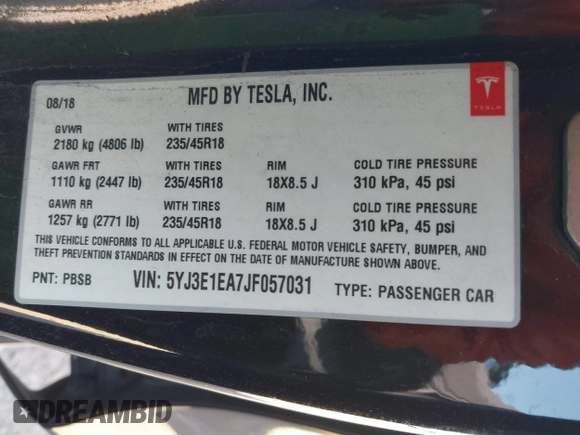 08/18 MFD BY TESLA, INC.
TESLA
GVWR WITH TIRES
2180 kg (4806 lb) 235/45R18
GAWR FRT WITH TIRES RIM COLD TIRE PRESSURE
1110 kg (2447 lb) 235/45R18 18X8.5 J 310 kPa, 45 psi
GAWR RR WITH TIRES RIM COLD TIRE PRESSURE
1257 kg (2771 lb) 235/45R18 18X8.5 J 310 kPa, 45 psi
THIS VEHICLE CONFORMS TO ALL APPLICABLE U.S. FEDERAL MOTOR VEHICLE SAFETY, BUMPER, AND
THEFT PREVENTION STANDARDS IN EFFECT ON THE DATE OF MANUFACTURE SHOWN ABOVE.
PNT: PBSB VIN: 5YJ3E1EA7JF057031 TYPE: PASSENGER CAR
DREAMBID